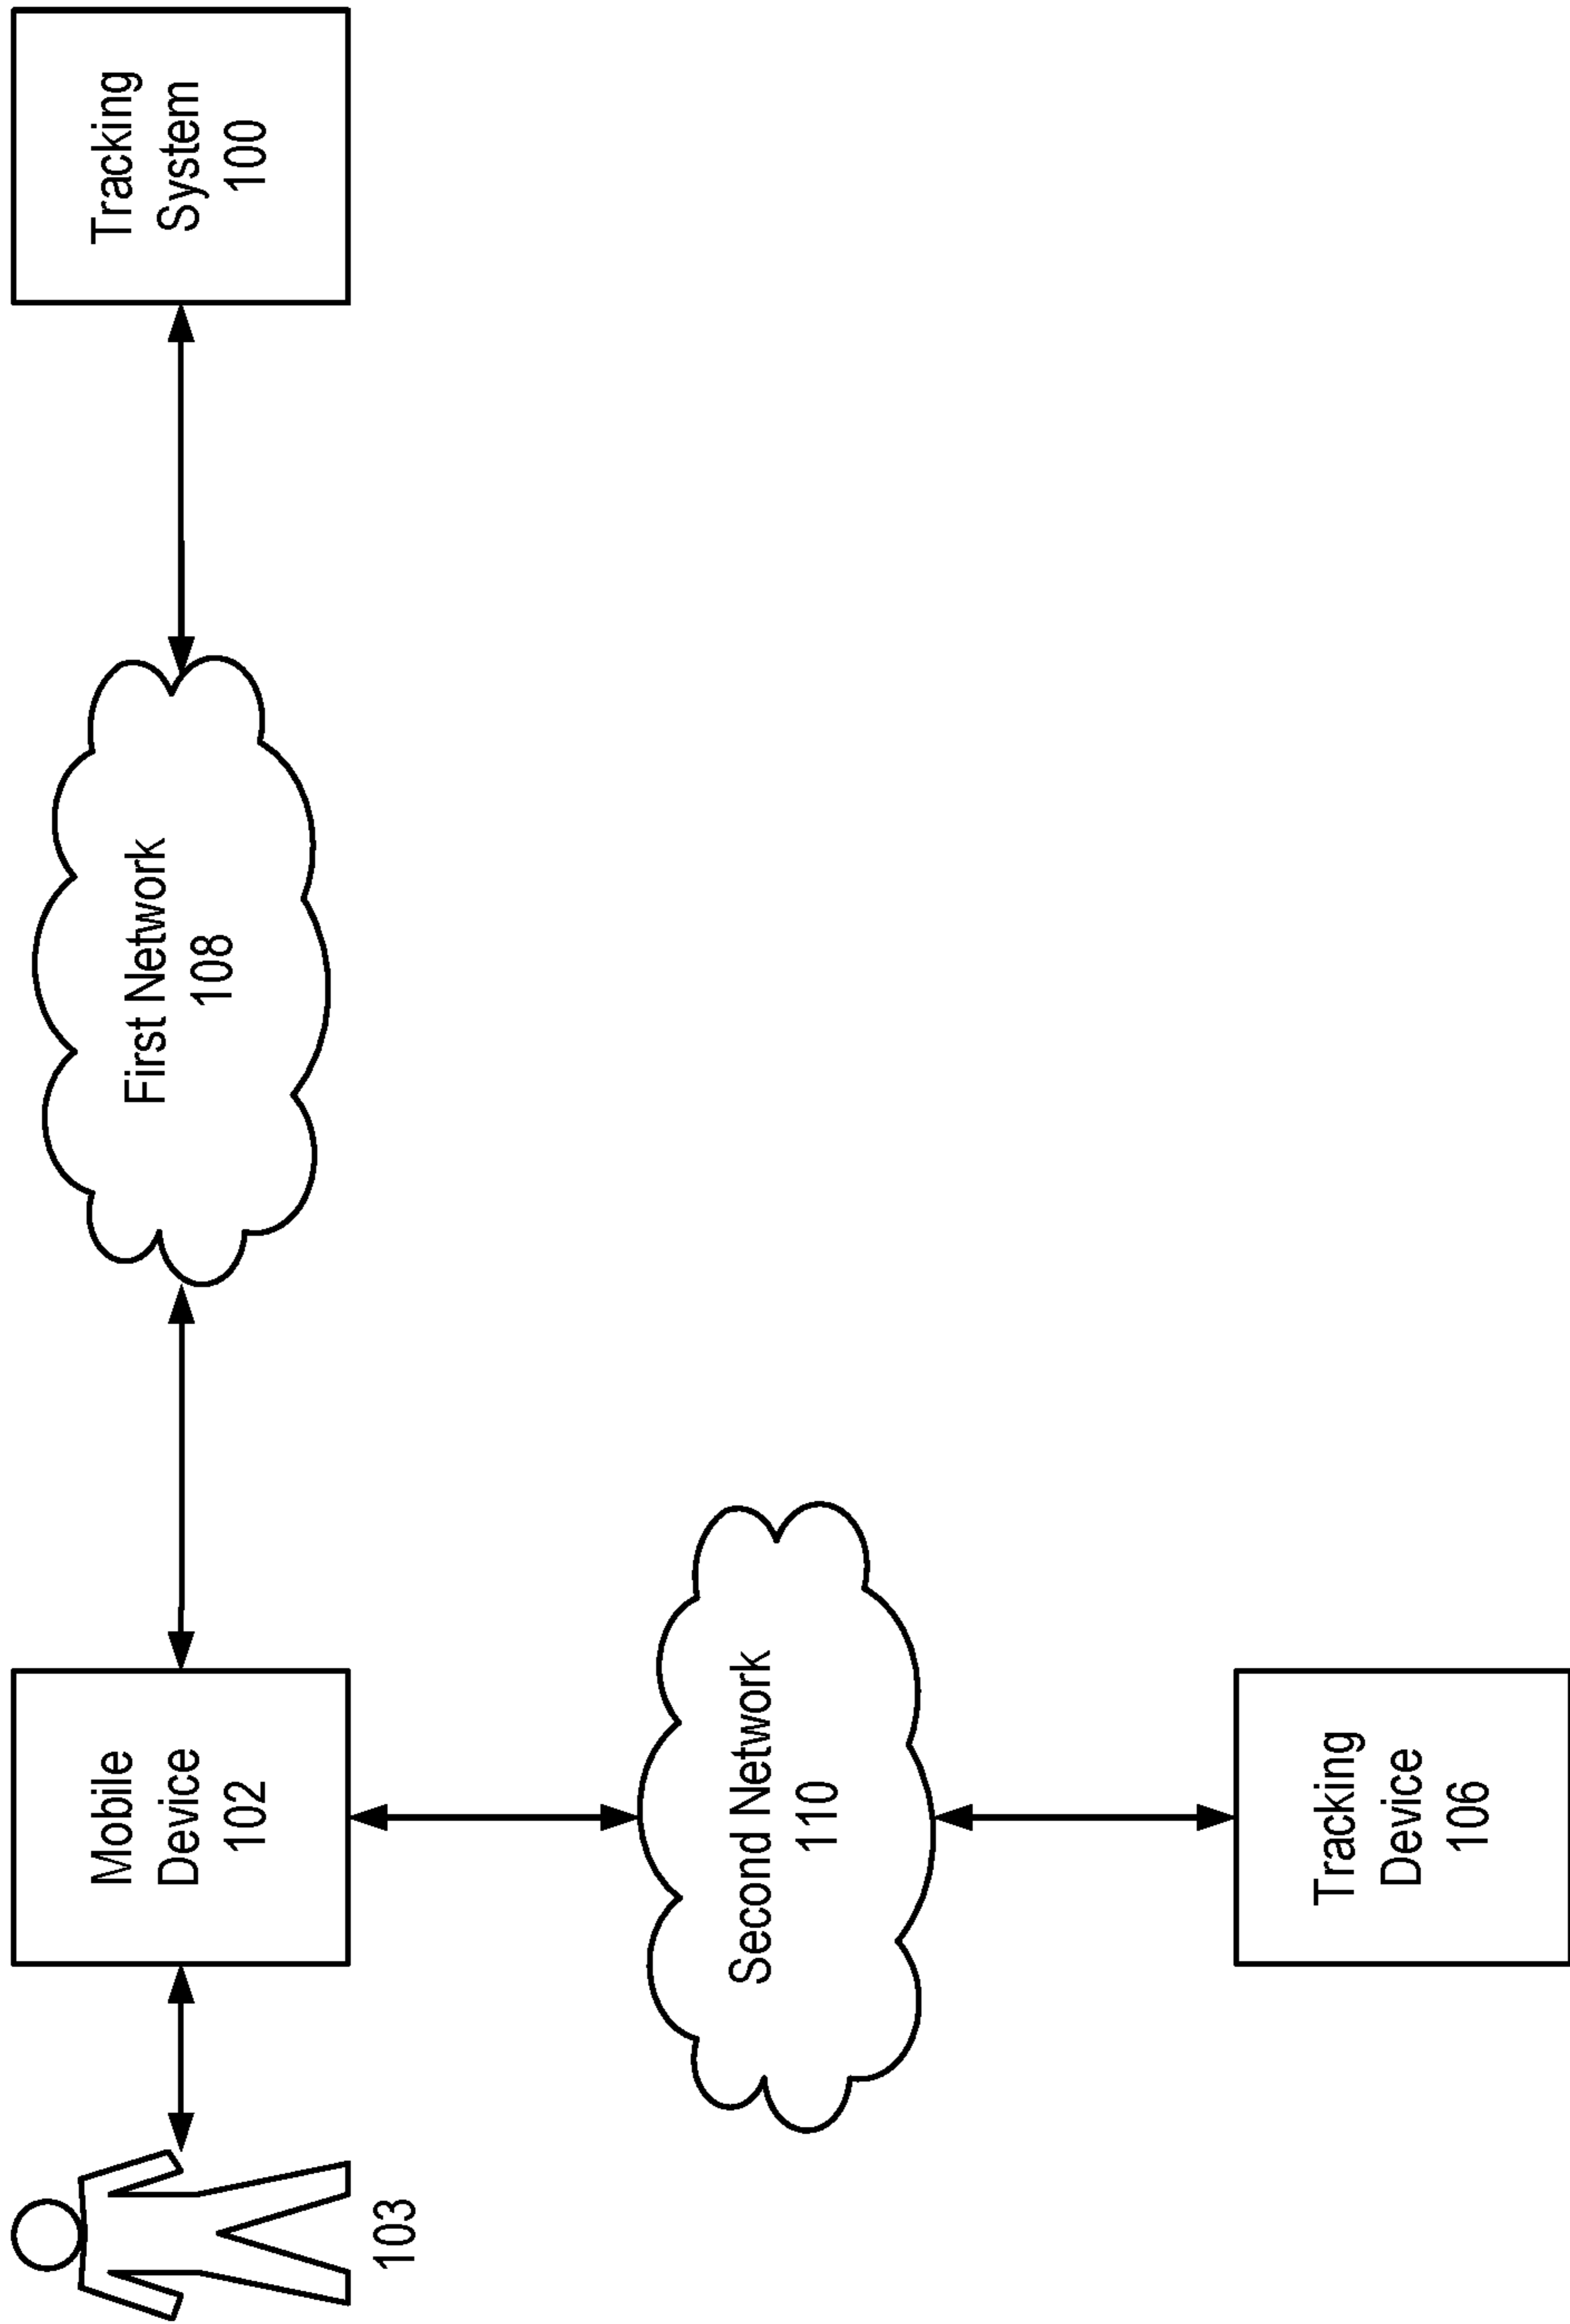 103
Mobile
Device
102
First Network
108
Tracking
System
100
Second Network
110
Tracking
Device
106